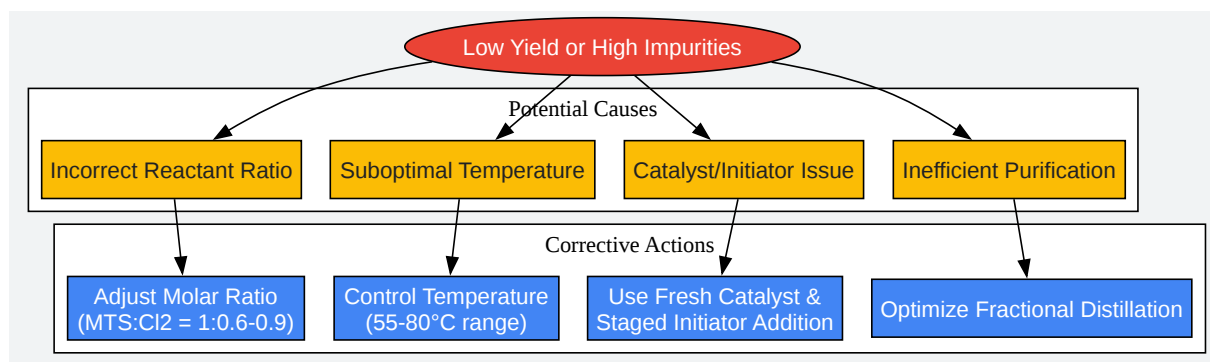 Low Yield or High Impurities
Potential Causes
Incorrect Reactant Ratio
Suboptimal Temperature
Catalyst/Initiator Issue
Inefficient Purification
Corrective Actions
Adjust Molar Ratio
(MTS:Cl2 = 1:0.6-0.9)
Control Temperature
(55-80°C range)
Use Fresh Catalyst &
Staged Initiator Addition
Optimize Fractional Distillation